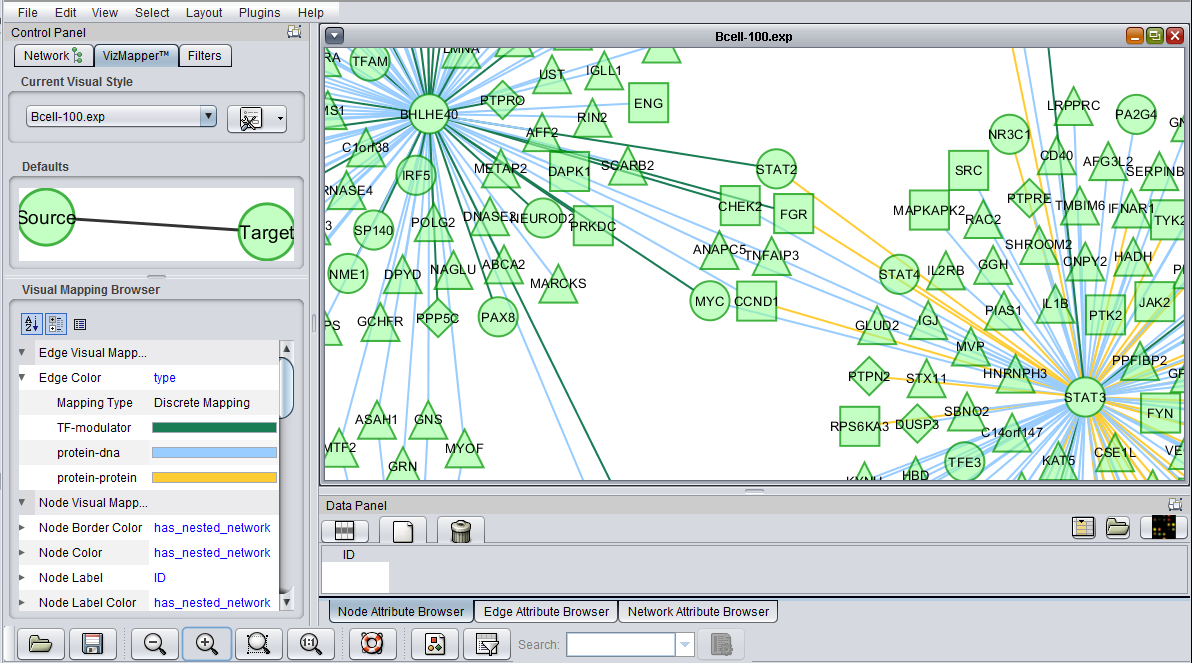 File Edit View Select Layout Plugins Help
Control Panel
Network VizMapper™ Filters
Current Visual Style
Bcell-100.exp
Defaults
Source
Target
Visual Mapping Browser
Edge Visual Mapp...
Edge Color type
Mapping Type Discrete Mapping
TF-modulator
protein-dna
protein-protein
Node Visual Mapp...
Node Border Color has_nested_network
Node Color has_nested_network
Node Label ID
Node Label Color has_nested_network
Bcell-100.exp
LMNA
TFAM
UST
IGLL1
PTPRO
ENG
MS1
BHLHE40
RIN2
AFF2
C1orf38
METAP2
DAPK1
SCARB2
STAT2
IRF5
RNASE4
CHEK2
FGR
POLG2
DNASE2
NEUROD2
PRKDC
SP140
ANAPC5
TNFAIP3
NME1
DPYD
NAGLU
ABCA2
MARCKS
MYC
CCND1
GCHFR
PPP5C
PAX8
ASAH1
GNS
MTF2
GRN
MYOF
LRPPRC
PA2G4
NR3C1
CD40
AFG3L2
SERPINB
SRC
PTPRE
TMBIM6
IFNAR1
TYK2
MAPKAPK2
RAC2
SHROOM2
CNPY2
HADH
STAT4
IL2RB
GGH
IL1B
JAK2
PIAS1
PTK2
GLUD2
IGJ
MVP
PPFIBP2
PTPN2
STX11
HNRNPH3
STAT3
SBNO2
FYN
RPS6KA3
DUSP3
C14orf147
TFE3
KAT5
CSE1L
HBD
Data Panel
ID
Node Attribute Browser Edge Attribute Browser Network Attribute Browser
1:1
Search: